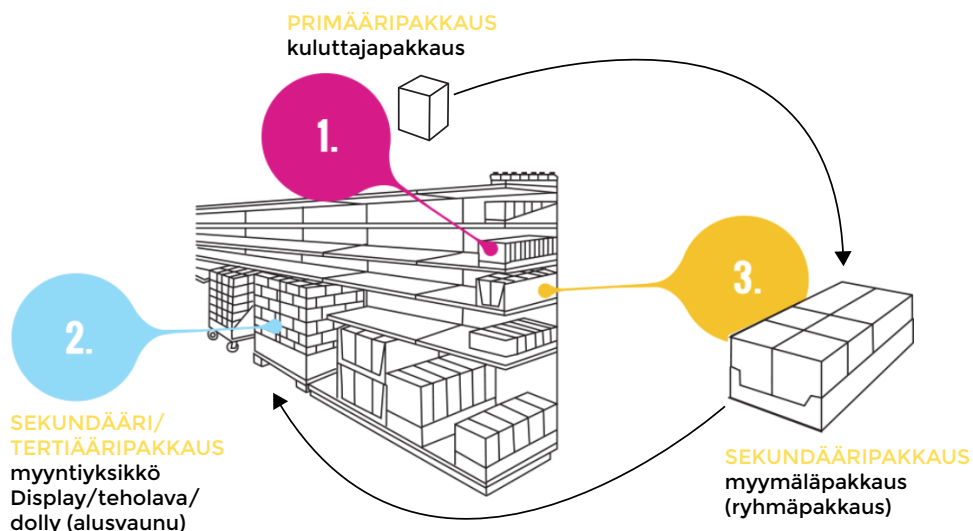 PRIMÄÄRIPAKKAUS
kuluttajapakkaus
1.
2.
3.
SEKUNDÄÄRI/
TERTIÄÄRIPAKKAUS
myyntiyksikkö
Display/teholava/
dolly (alusvaunu)
SEKUNDÄÄRIPAKKAUS
myymäläpakkaus
(ryhmäpakkaus)